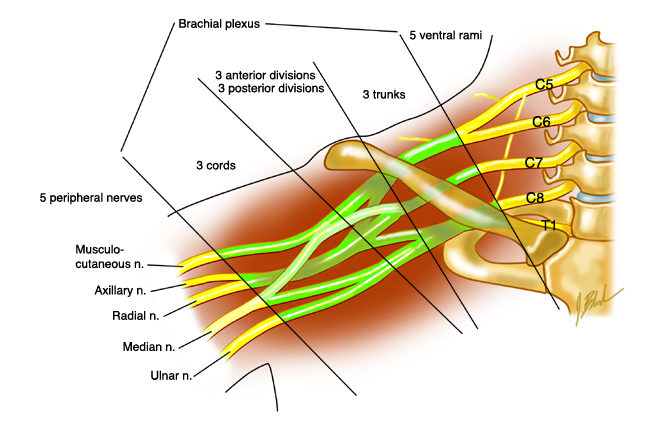 Brachial plexus
5 ventral rami
3 anterior divisions
3 posterior divisions
3 trunks
C5
C6
3 cords
C7
5 peripheral nerves
C8
T1
Musculo-
cutaneous n.
Axillary n.
Radial n.
Median n.
Ulnar n.